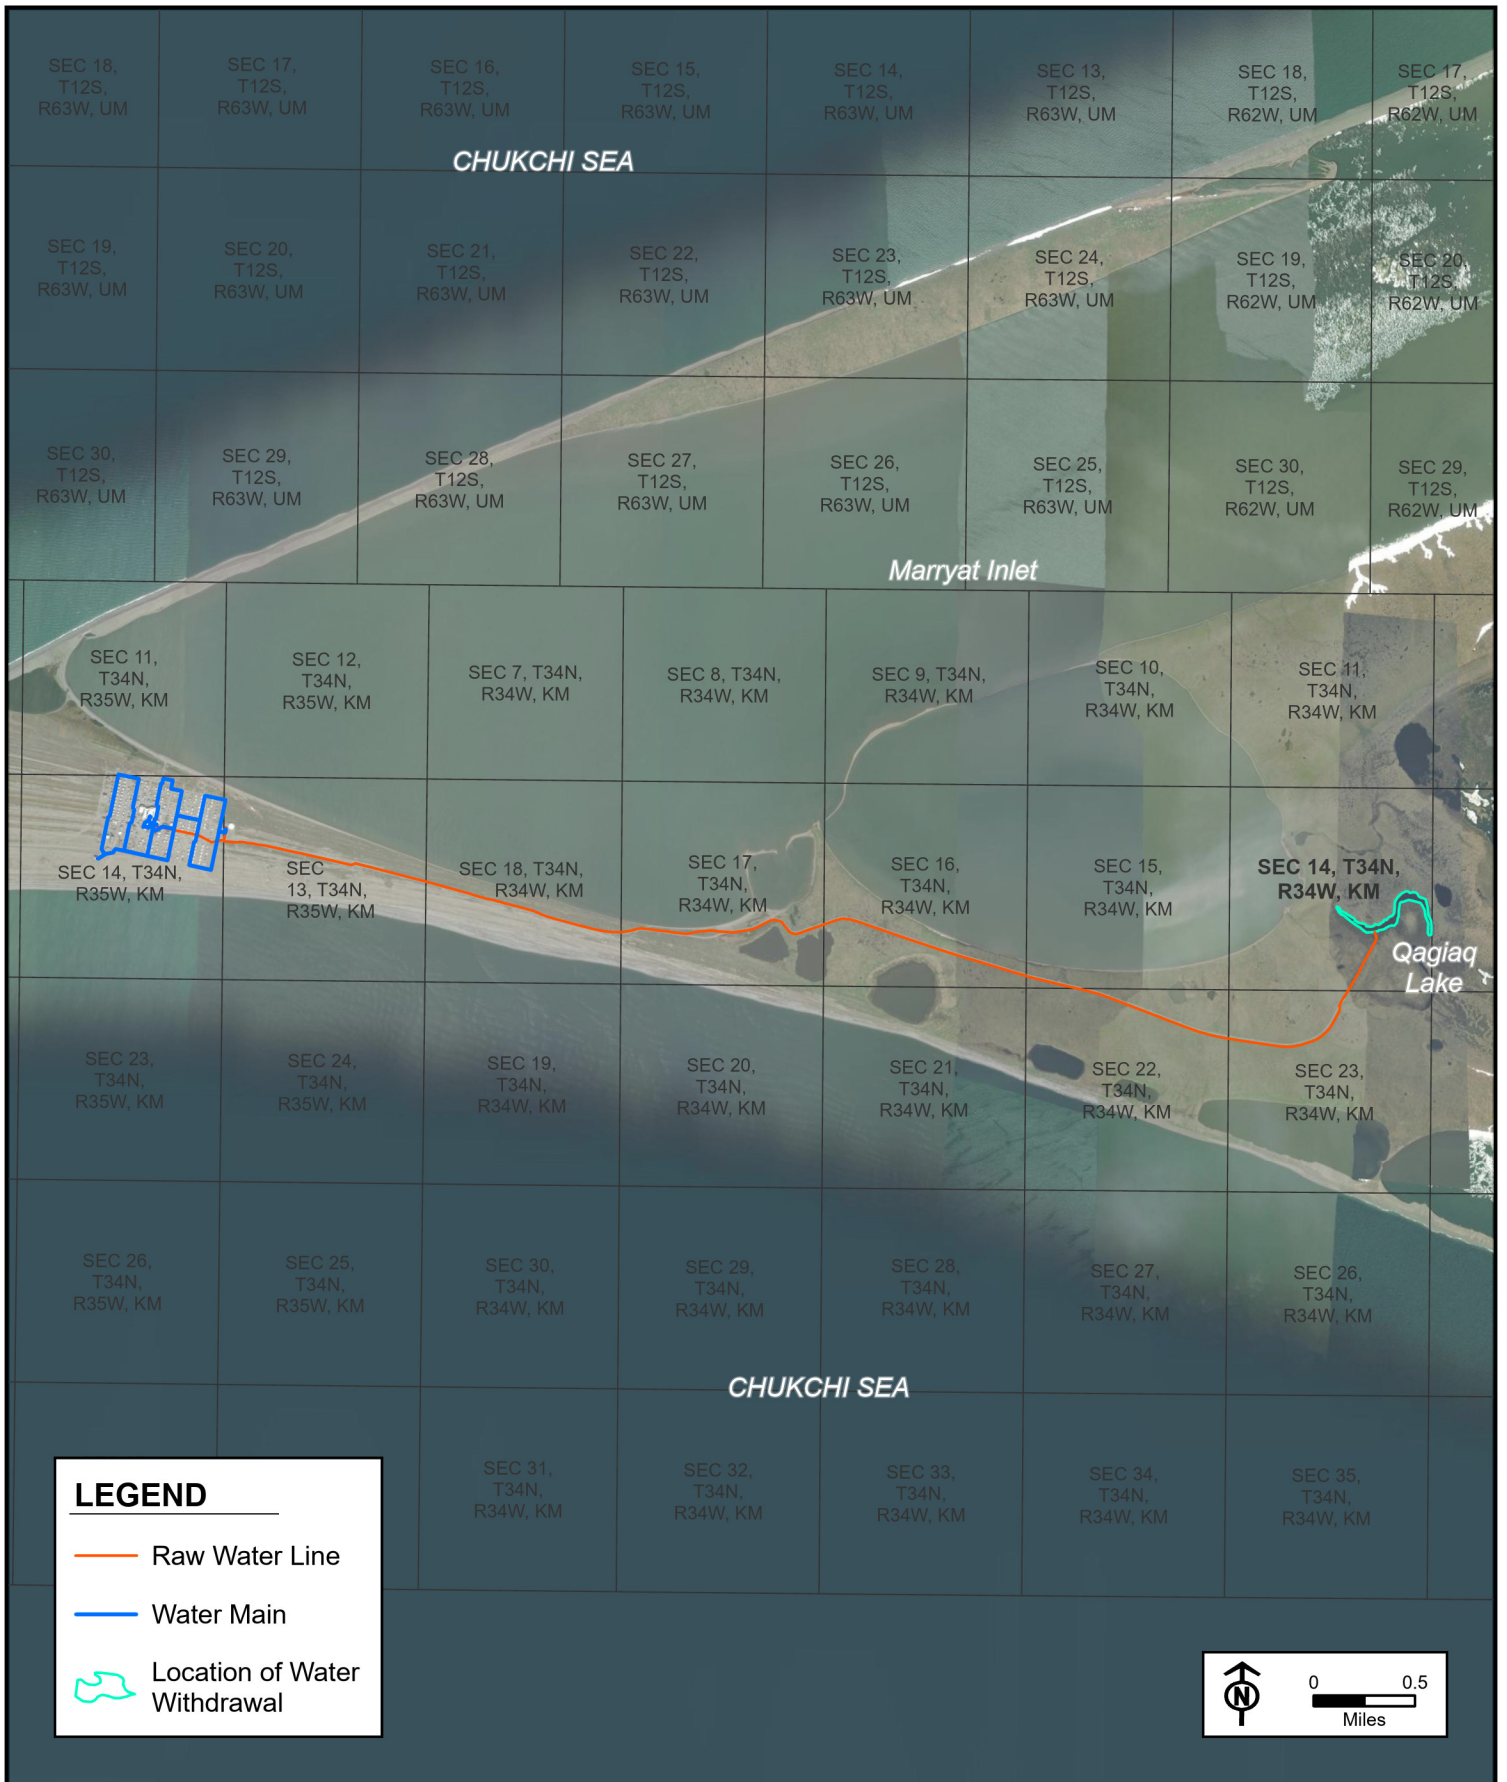 SEC 18,
T12S,
R63W, UM
SEC 17,
T12S,
R63W, UM
SEC 16,
T12S,
R63W, UM
SEC 15,
T12S,
R63W, UM
SEC 14,
T12S,
R63W, UM
SEC 13,
T12S,
R63W, UM
SEC 18,
T12S,
R62W, UM
SEC 17,
T12S,
R62W, UM
CHUKCHI SEA
SEC 19,
T12S,
R63W, UM
SEC 20,
T12S,
R63W, UM
SEC 21,
T12S,
R63W, UM
SEC 22,
T12S,
R63W, UM
SEC 23,
T12S,
R63W, UM
SEC 24,
T12S,
R63W, UM
SEC 19,
T12S,
R62W, UM
SEC 20,
T12S,
R62W, UM
SEC 30,
T12S,
R63W, UM
SEC 29,
T12S,
R63W, UM
SEC 28,
T12S,
R63W, UM
SEC 27,
T12S,
R63W, UM
SEC 26,
T12S,
R63W, UM
SEC 25,
T12S,
R63W, UM
SEC 30,
T12S,
R62W, UM
SEC 29,
T12S,
R62W, UM
Marryat Inlet
SEC 11,
T34N,
R35W, KM
SEC 12,
T34N,
R35W, KM
SEC 7, T34N,
R34W, KM
SEC 8, T34N,
R34W, KM
SEC 9, T34N,
R34W, KM
SEC 10,
T34N,
R34W, KM
SEC 11,
T34N,
R34W, KM
SEC 14, T34N,
R35W, KM
SEC
13, T34N,
R35W, KM
SEC 18, T34N,
R34W, KM
SEC 17,
T34N,
R34W, KM
SEC 16,
T34N,
R34W, KM
SEC 15,
T34N,
R34W, KM
SEC 14, T34N,
R34W, KM
Qagiaq
Lake
SEC 23,
T34N,
R35W, KM
SEC 24,
T34N,
R35W, KM
SEC 19,
T34N,
R34W, KM
SEC 20,
T34N,
R34W, KM
SEC 21,
T34N,
R34W, KM
SEC 22,
T34N,
R34W, KM
SEC 23,
T34N,
R34W, KM
SEC 26,
T34N,
R35W, KM
SEC 25,
T34N,
R35W, KM
SEC 30,
T34N,
R34W, KM
SEC 29,
T34N,
R34W, KM
SEC 28,
T34N,
R34W, KM
SEC 27,
T34N,
R34W, KM
SEC 26,
T34N,
R34W, KM
CHUKCHI SEA
SEC 31,
T34N,
R34W, KM
SEC 32,
T34N,
R34W, KM
SEC 33,
T34N,
R34W, KM
SEC 34,
T34N,
R34W, KM
SEC 35,
T34N,
R34W, KM
LEGEND
Raw Water Line
Water Main
Location of Water
Withdrawal
N
0 0.5
Miles